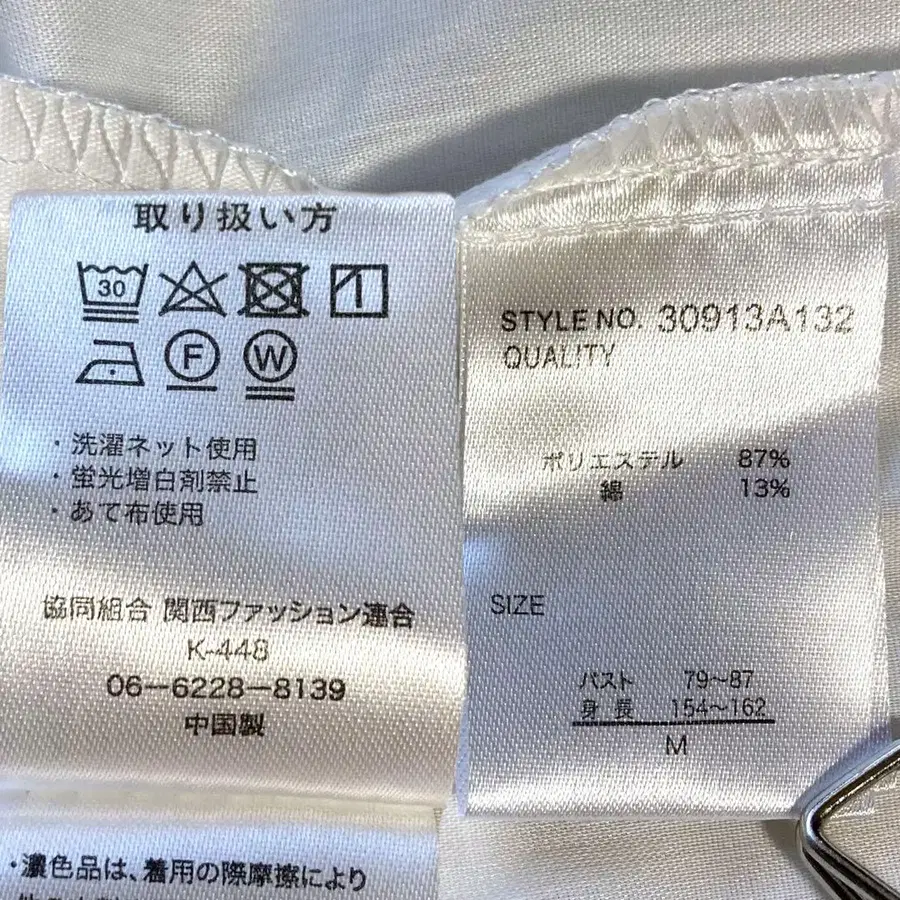 取り扱い方
30
F
W
・洗濯ネット使用
・蛍光増白剤禁止
・あて布使用
協同組合 関西ファッション連合
K-448
06-6228-8139
中国製
・濃色品は、着用の際摩擦により
STYLE NO. 30913A132
QUALITY
ポリエステル 87%
綿 13%
SIZE
バスト 79〜87
身長 154〜162
M